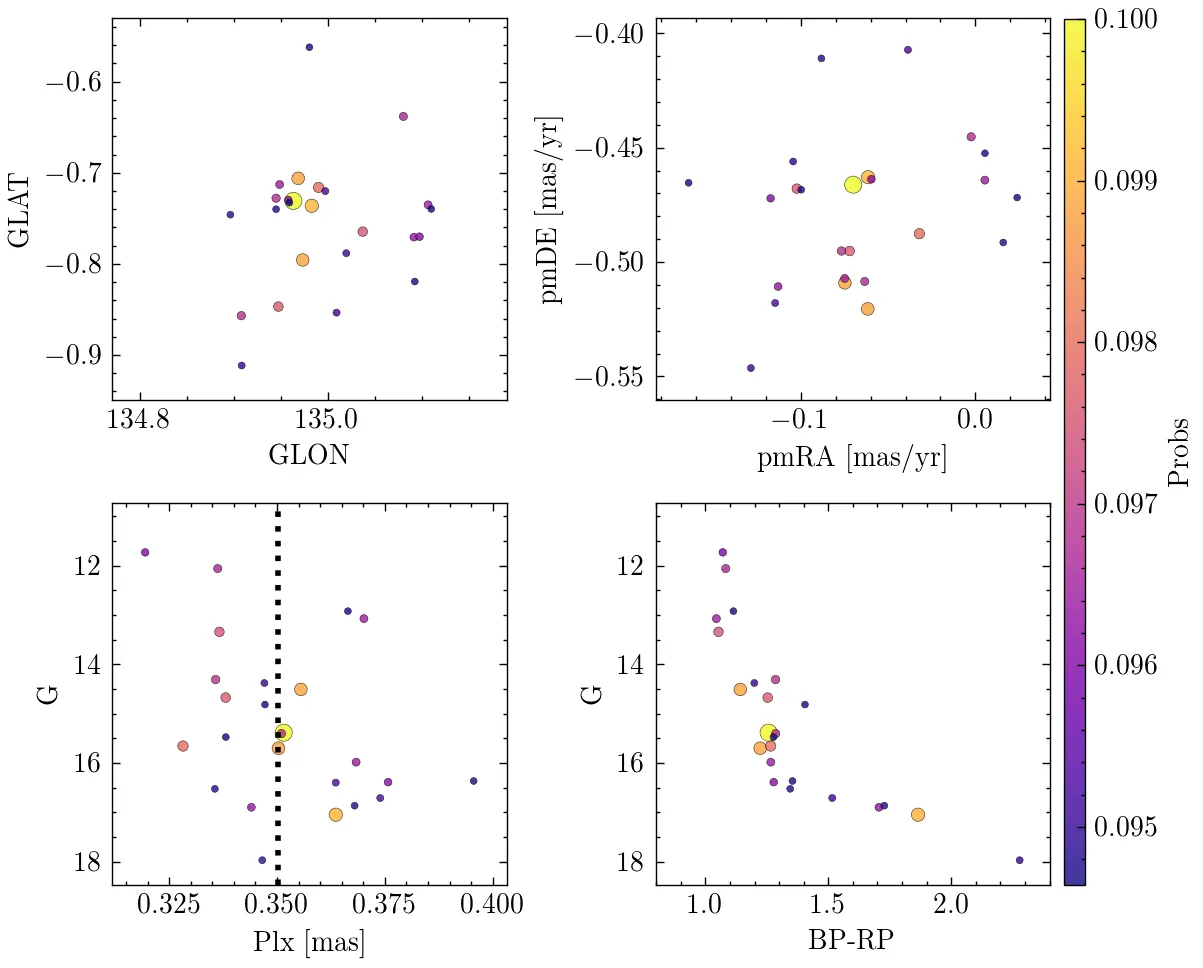 −0.6
−0.7
−0.8
−0.9
GLAT
134.8 135.0
GLON
−0.40
−0.45
−0.50
−0.55
pmDE [mas/yr]
−0.1 0.0
pmRA [mas/yr]
12
14
16
18
G
0.325 0.350 0.375 0.400
Plx [mas]
12
14
16
18
G
1.0 1.5 2.0
BP-RP
0.100
0.099
0.098
0.097
0.096
0.095
Probs